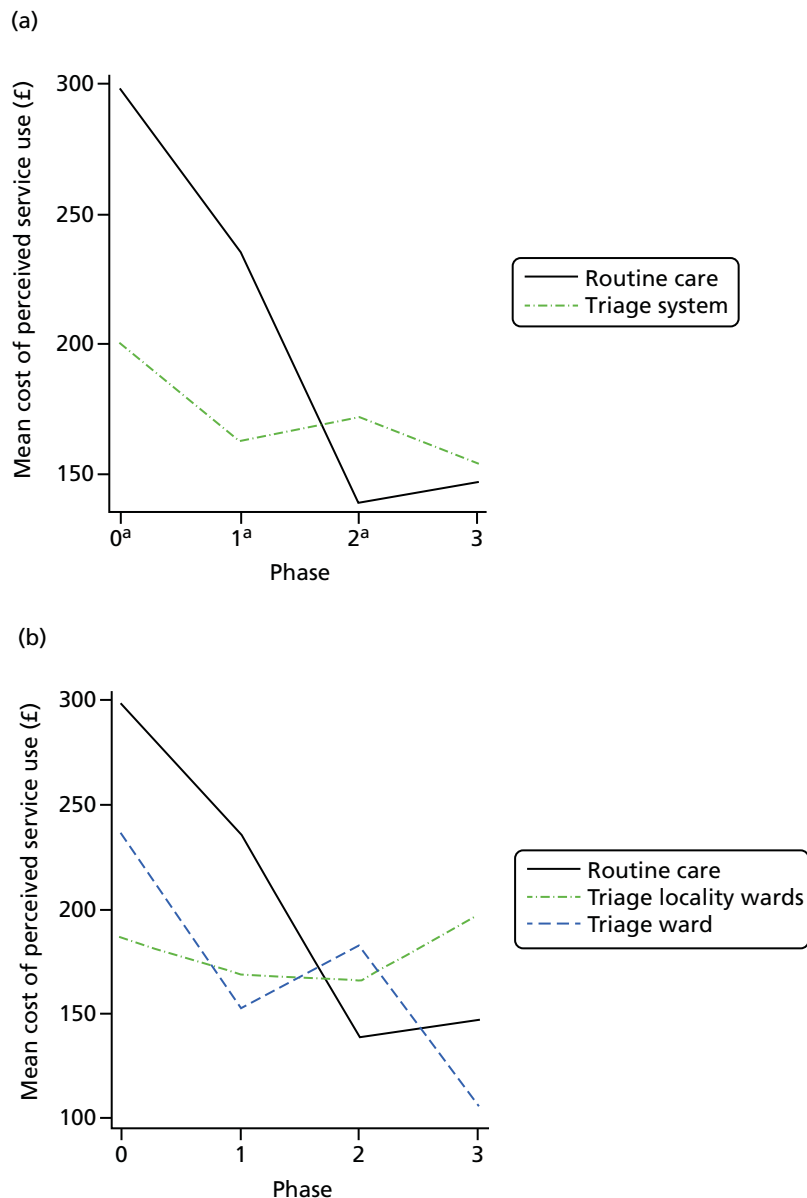 (a)
Mean cost of perceived service use (£)
300
250
200
150
0ᵃ 1ᵃ 2ᵃ 3
Phase
Routine care
Triage system
(b)
Mean cost of perceived service use (£)
300
250
200
150
100
0 1 2 3
Phase
Routine care
Triage locality wards
Triage ward